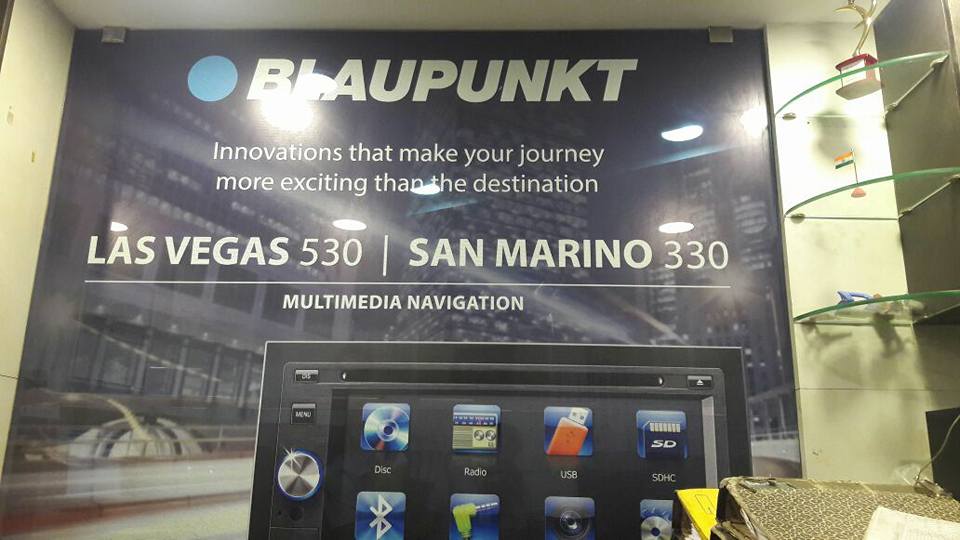 BLAUPUNKT
Innovations that make your journey
more exciting than the destination
LAS VEGAS 530 | SAN MARINO 330
MULTIMEDIA NAVIGATION
MENU
Disc Radio USB SDHC
SD